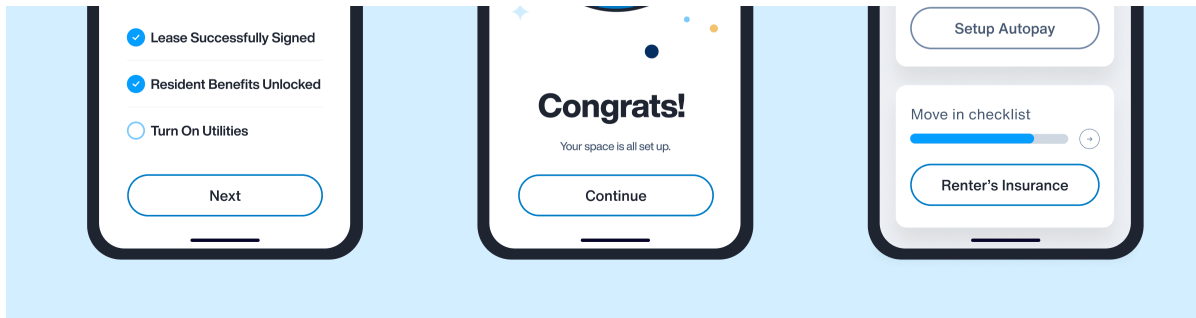 Lease Successfully Signed
Resident Benefits Unlocked
Turn On Utilities
Next
Congrats!
Your space is all set up.
Continue
Setup Autopay
Move in checklist
Renter’s Insurance